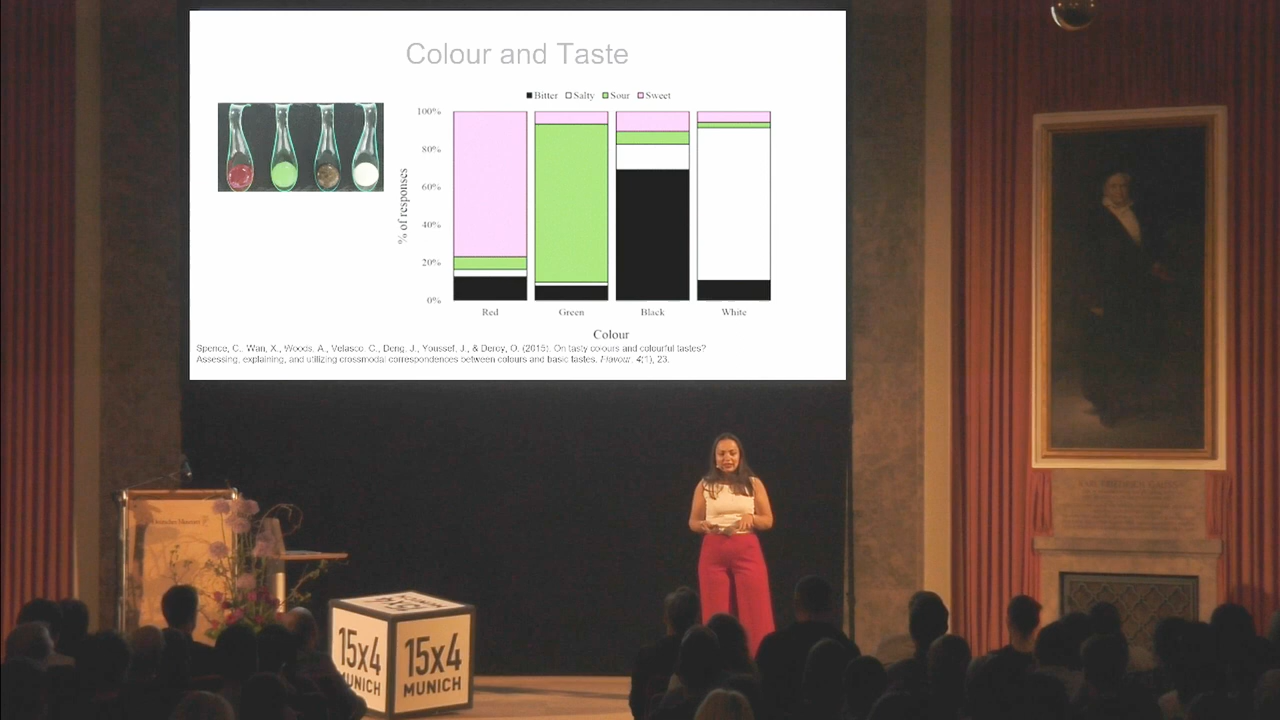 Colour and Taste
Bitter Salty Sour Sweet
100%
80%
60%
40%
20%
0%
% of responses
Red Green Black White
Colour
Spence, C., Wan, X., Woods, A., Velasco, C., Deng, J., Youssef, J., & Deroy, O. (2015). On tasty colours and colourful tastes?
Assessing, explaining, and utilizing crossmodal correspondences between colours and basic tastes. Flavour, 4(1), 23.
Deutsches Museum
15x4
MUNICH
15x4
MUNICH